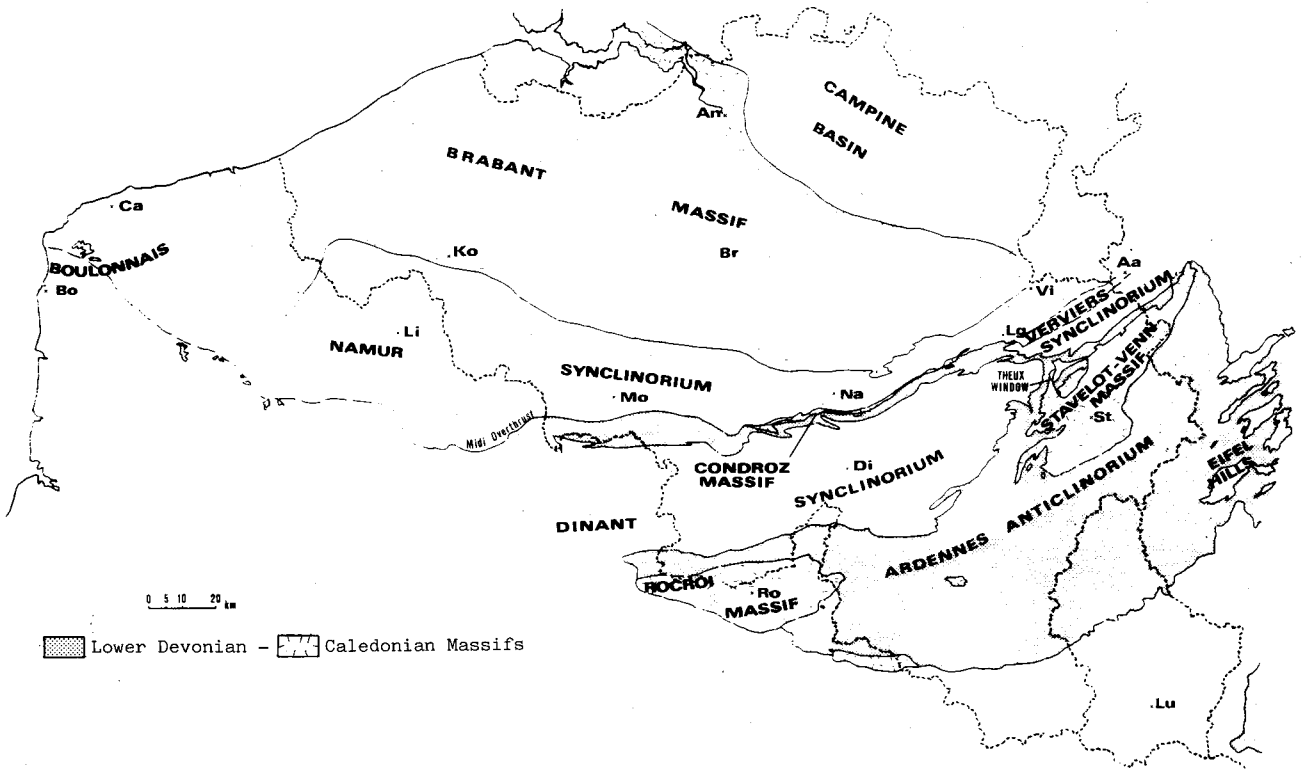 CAMPINE
BASIN
An.
BRABANT
MASSIF
Ca
Ko
Br
BOULONNAIS
Bo
Aa
Vi
Lg
VERVIERS
SYNCLINORIUM
Li
NAMUR
SYNCLINORIUM
Mo
Na
THEUX
WINDOW
STAVELOT-VENN
MASSIF
St
Midi Overthrust
CONDROZ
MASSIF
Di
SYNCLINORIUM
EIFEL
HILLS
DINANT
ARDENNES ANTICLINORIUM
ROCROI
Ro
MASSIF
0 5 10 20 km
Lower Devonian - Caledonian Massifs
Lu